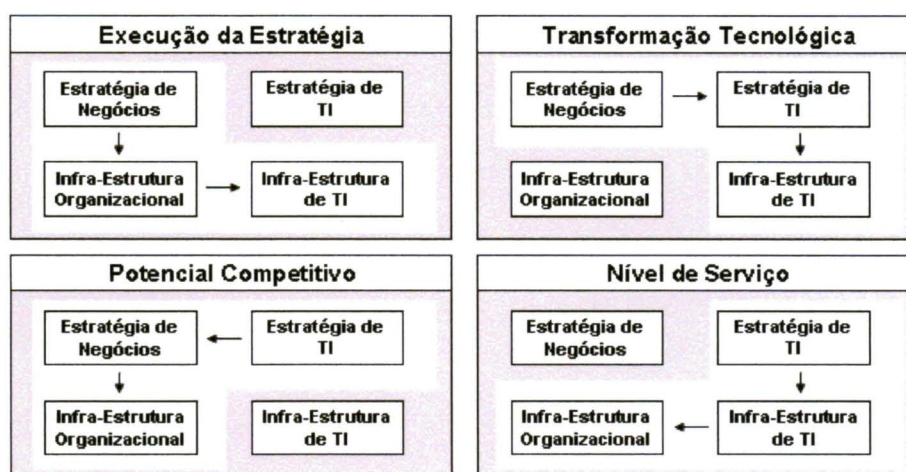 Execução da Estratégia
Estratégia de
Negócios
Estratégia de
TI
Infra-Estrutura
Organizacional
Infra-Estrutura
de TI
Transformação Tecnológica
Estratégia de
Negócios
Estratégia de
TI
Infra-Estrutura
Organizacional
Infra-Estrutura
de TI
Potencial Competitivo
Estratégia de
Negócios
Estratégia de
TI
Infra-Estrutura
Organizacional
Infra-Estrutura
de TI
Nível de Serviço
Estratégia de
Negócios
Estratégia de
TI
Infra-Estrutura
Organizacional
Infra-Estrutura
de TI